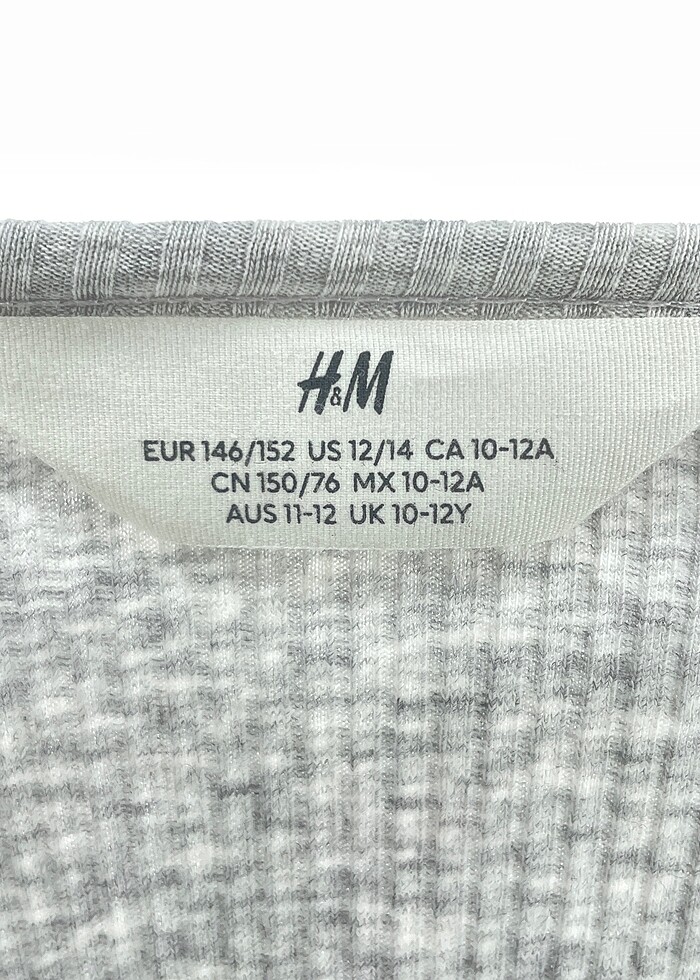 H&M
EUR 146/152 US 12/14 CA 10-12A
CN 150/76 MX 10-12A
AUS 11-12 UK 10-12Y